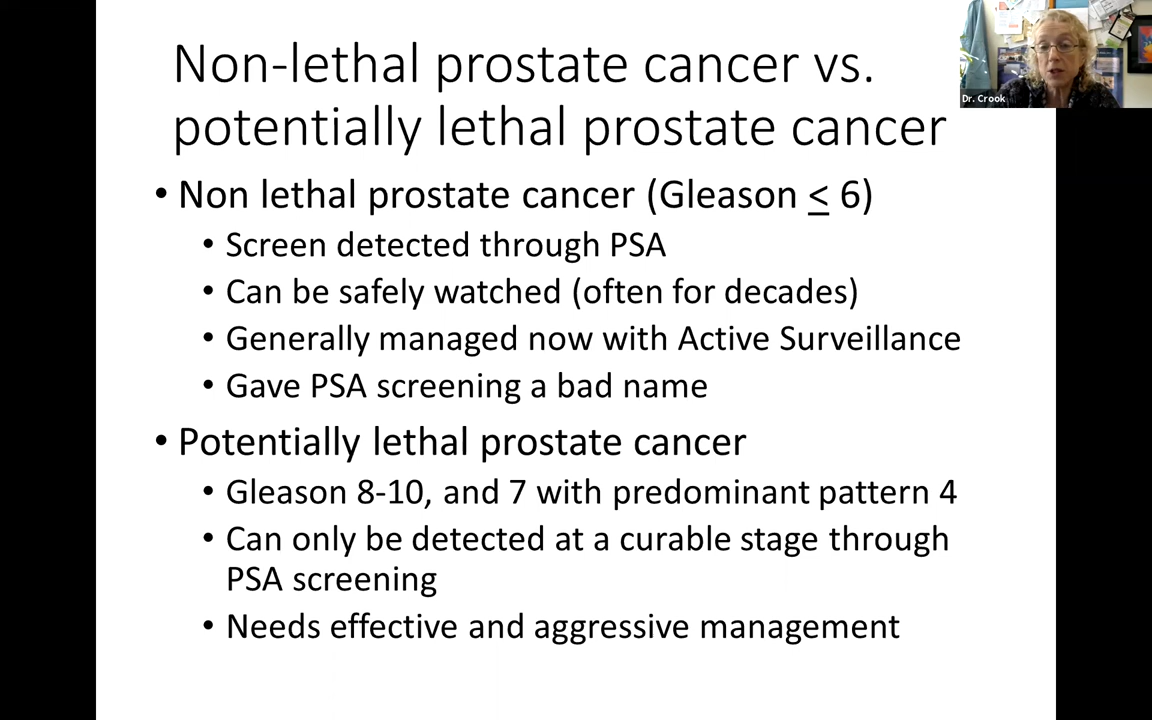 Non-lethal prostate cancer vs.
potentially lethal prostate cancer
• Non lethal prostate cancer (Gleason ≤ 6)
• Screen detected through PSA
• Can be safely watched (often for decades)
• Generally managed now with Active Surveillance
• Gave PSA screening a bad name
• Potentially lethal prostate cancer
• Gleason 8-10, and 7 with predominant pattern 4
• Can only be detected at a curable stage through
PSA screening
• Needs effective and aggressive management
Dr. Crook